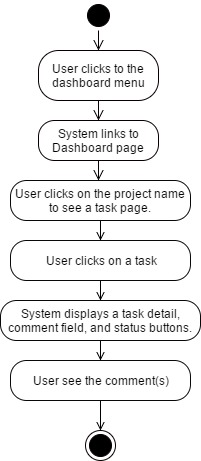 User clicks to the
dashboard menu
System links to
Dashboard page
User clicks on the project name
to see a task page.
User clicks on a task
System displays a task detail,
comment field, and status buttons.
User see the comment(s)